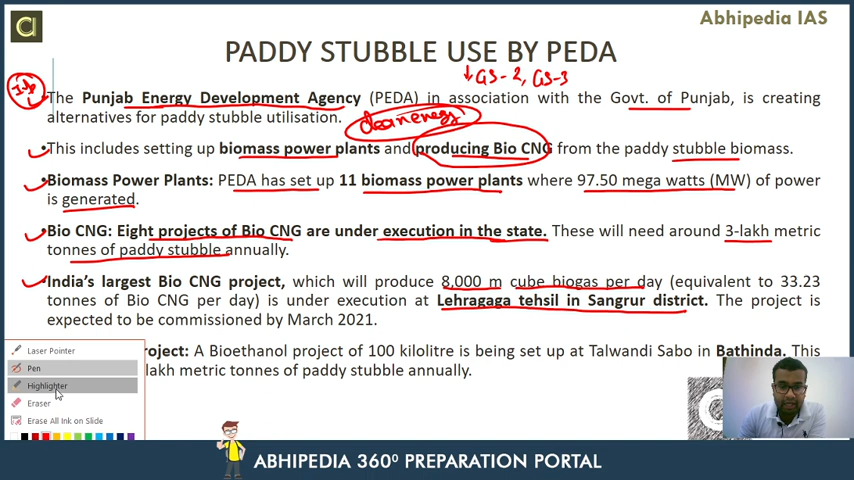 Abhipedia IAS
PADDY STUBBLE USE BY PEDA
GS-2, GS-3
The Punjab Energy Development Agency (PEDA) in association with the Govt. of Punjab, is creating
alternatives for paddy stubble utilisation.
clean energy
•This includes setting up biomass power plants and producing Bio CNG from the paddy stubble biomass.
•Biomass Power Plants: PEDA has set up 11 biomass power plants where 97.50 mega watts (MW) of power
is generated.
•Bio CNG: Eight projects of Bio CNG are under execution in the state. These will need around 3-lakh metric
tonnes of paddy stubble annually.
•India's largest Bio CNG project, which will produce 8,000 m cube biogas per day (equivalent to 33.23
tonnes of Bio CNG per day) is under execution at Lehragaga tehsil in Sangrur district. The project is
expected to be commissioned by March 2021.
roject: A Bioethanol project of 100 kilolitre is being set up at Talwandi Sabo in Bathinda. This
lakh metric tonnes of paddy stubble annually.
Laser Pointer
Pen
Highlighter
Eraser
Erase All Ink on Slide
ABHIPEDIA 360⁰ PREPARATION PORTAL